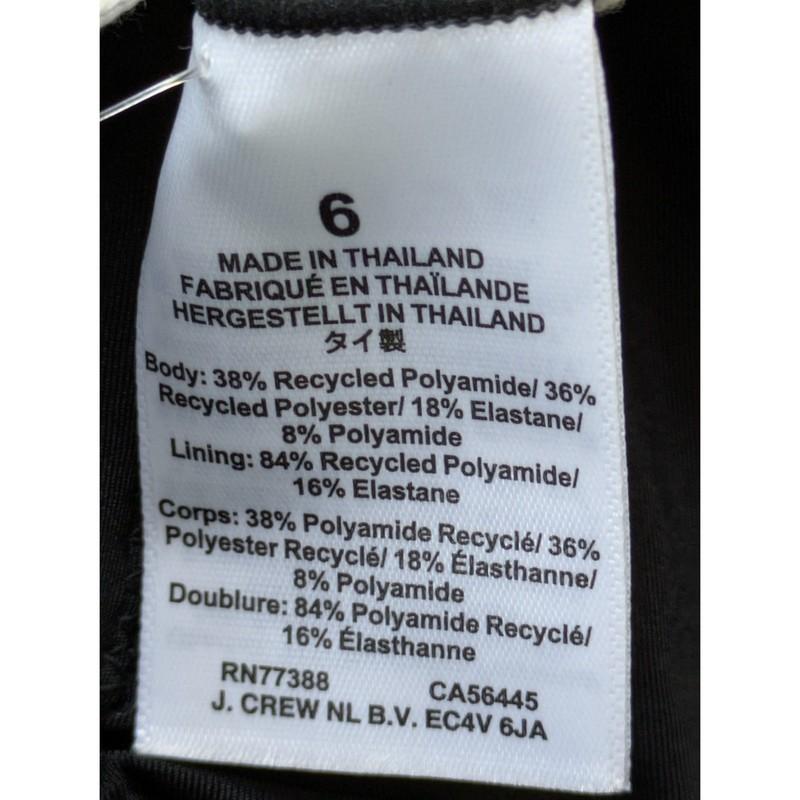 6
MADE IN THAILAND
FABRIQUÉ EN THAÏLANDE
HERGESTELLT IN THAILAND
タイ製
Body: 38% Recycled Polyamide/ 36%
Recycled Polyester/ 18% Elastane/
8% Polyamide
Lining: 84% Recycled Polyamide/
16% Elastane
Corps: 38% Polyamide Recyclé/ 36%
Polyester Recyclé/ 18% Élasthanne/
8% Polyamide
Doublure: 84% Polyamide Recyclé/
16% Élasthanne
RN77388 CA56445
J. CREW NL B.V. EC4V 6JA